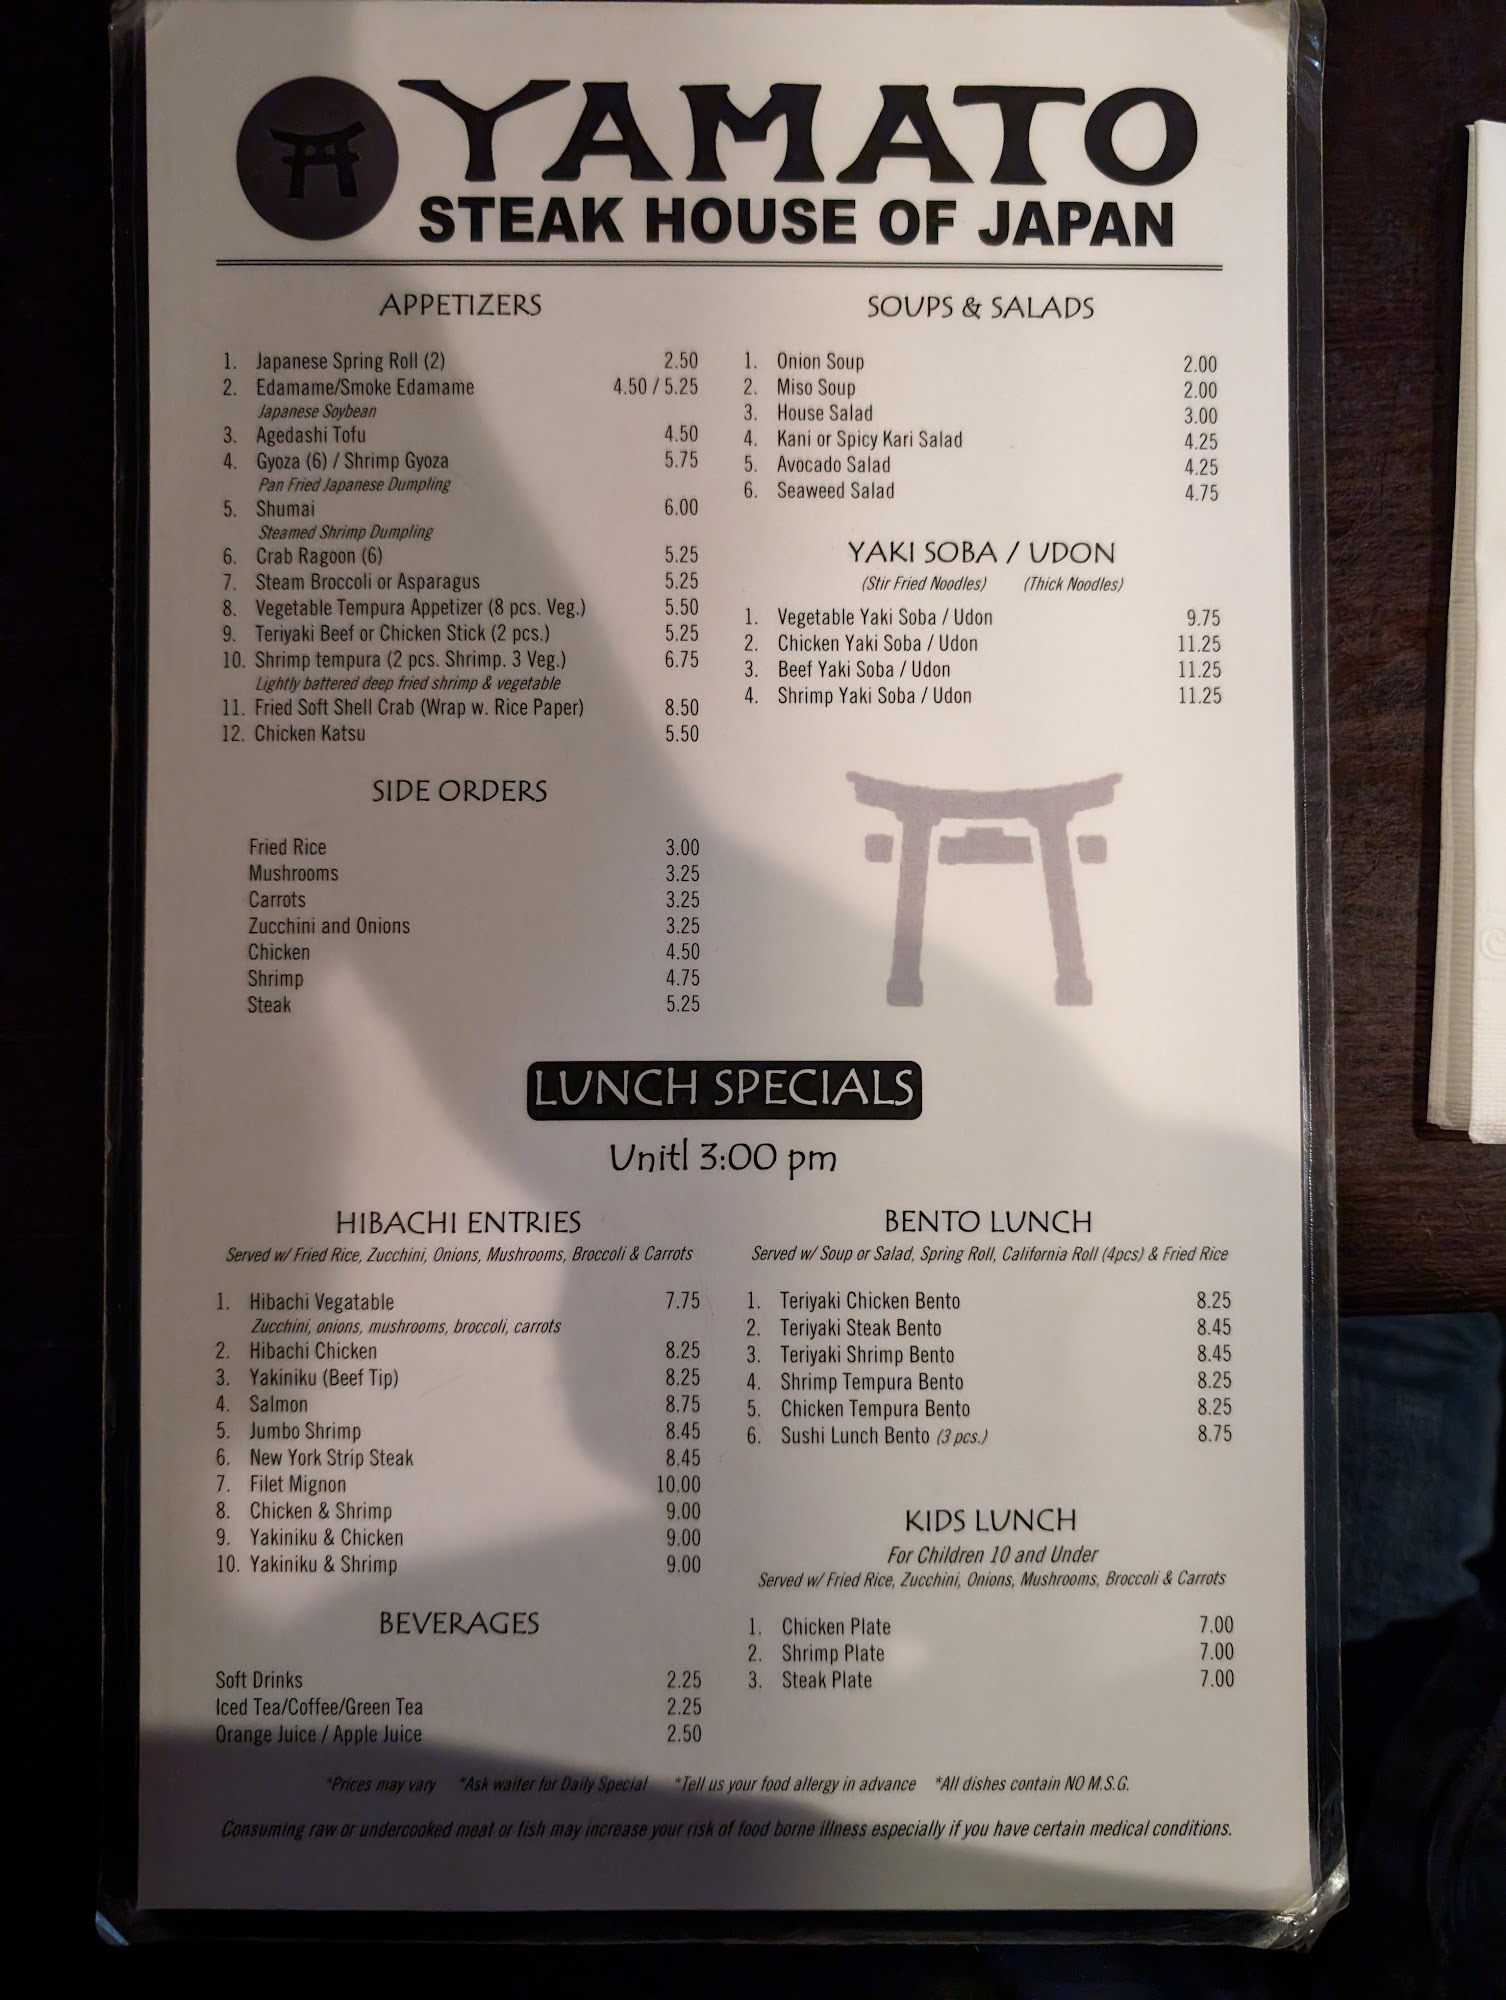 YAMATO
STEAK HOUSE OF JAPAN
APPETIZERS
1. Japanese Spring Roll (2) 2.50
2. Edamame/Smoke Edamame 4.50 / 5.25
Japanese Soybean
3. Agedashi Tofu 4.50
4. Gyoza (6) / Shrimp Gyoza 5.75
Pan Fried Japanese Dumpling
5. Shumai 6.00
Steamed Shrimp Dumpling
6. Crab Ragoon (6) 5.25
7. Steam Broccoli or Asparagus 5.25
8. Vegetable Tempura Appetizer (8 pcs. Veg.) 5.50
9. Teriyaki Beef or Chicken Stick (2 pcs.) 5.25
10. Shrimp tempura (2 pcs. Shrimp. 3 Veg.) 6.75
Lightly battered deep fried shrimp & vegetable
11. Fried Soft Shell Crab (Wrap w. Rice Paper) 8.50
12. Chicken Katsu 5.50
SIDE ORDERS
Fried Rice 3.00
Mushrooms 3.25
Carrots 3.25
Zucchini and Onions 3.25
Chicken 4.50
Shrimp 4.75
Steak 5.25
SOUPS & SALADS
1. Onion Soup 2.00
2. Miso Soup 2.00
3. House Salad 3.00
4. Kani or Spicy Kari Salad 4.25
5. Avocado Salad 4.25
6. Seaweed Salad 4.75
YAKI SOBA / UDON
(Stir Fried Noodles) (Thick Noodles)
1. Vegetable Yaki Soba / Udon 9.75
2. Chicken Yaki Soba / Udon 11.25
3. Beef Yaki Soba / Udon 11.25
4. Shrimp Yaki Soba / Udon 11.25
LUNCH SPECIALS
Unitl 3:00 pm
HIBACHI ENTRIES
Served w/ Fried Rice, Zucchini, Onions, Mushrooms, Broccoli & Carrots
1. Hibachi Vegatable 7.75
Zucchini, onions, mushrooms, broccoli, carrots
2. Hibachi Chicken 8.25
3. Yakiniku (Beef Tip) 8.25
4. Salmon 8.75
5. Jumbo Shrimp 8.45
6. New York Strip Steak 8.45
7. Filet Mignon 10.00
8. Chicken & Shrimp 9.00
9. Yakiniku & Chicken 9.00
10. Yakiniku & Shrimp 9.00
BEVERAGES
Soft Drinks 2.25
Iced Tea/Coffee/Green Tea 2.25
Orange Juice / Apple Juice 2.50
BENTO LUNCH
Served w/ Soup or Salad, Spring Roll, California Roll (4pcs) & Fried Rice
1. Teriyaki Chicken Bento 8.25
2. Teriyaki Steak Bento 8.45
3. Teriyaki Shrimp Bento 8.45
4. Shrimp Tempura Bento 8.25
5. Chicken Tempura Bento 8.25
6. Sushi Lunch Bento (3 pcs.) 8.75
KIDS LUNCH
For Children 10 and Under
Served w/ Fried Rice, Zucchini, Onions, Mushrooms, Broccoli & Carrots
1. Chicken Plate 7.00
2. Shrimp Plate 7.00
3. Steak Plate 7.00
*Prices may vary *Ask waiter for Daily Special *Tell us your food allergy in advance *All dishes contain NO M.S.G.
Consuming raw or undercooked meat or fish may increase your risk of food borne illness especially if you have certain medical conditions.